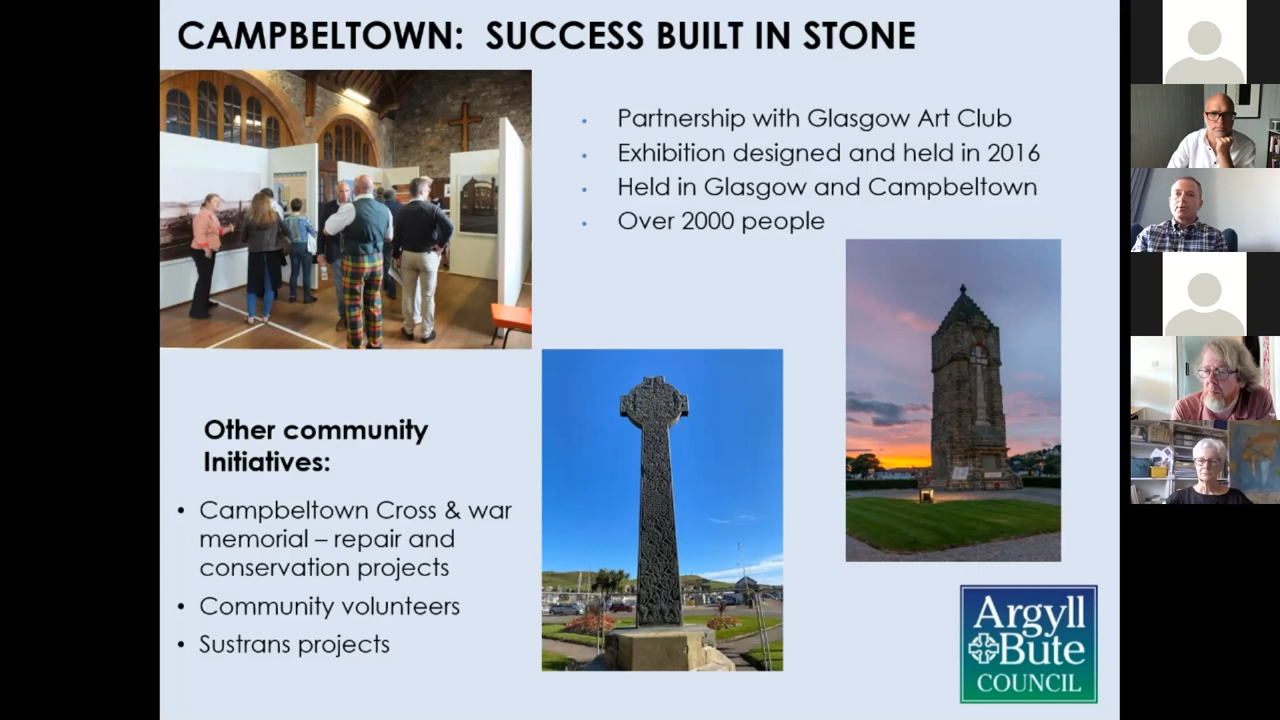 CAMPBELTOWN: SUCCESS BUILT IN STONE
• Partnership with Glasgow Art Club
• Exhibition designed and held in 2016
• Held in Glasgow and Campbeltown
• Over 2000 people
Other community
Initiatives:
• Campbeltown Cross & war
memorial – repair and
conservation projects
• Community volunteers
• Sustrans projects
Argyll
&Bute
COUNCIL